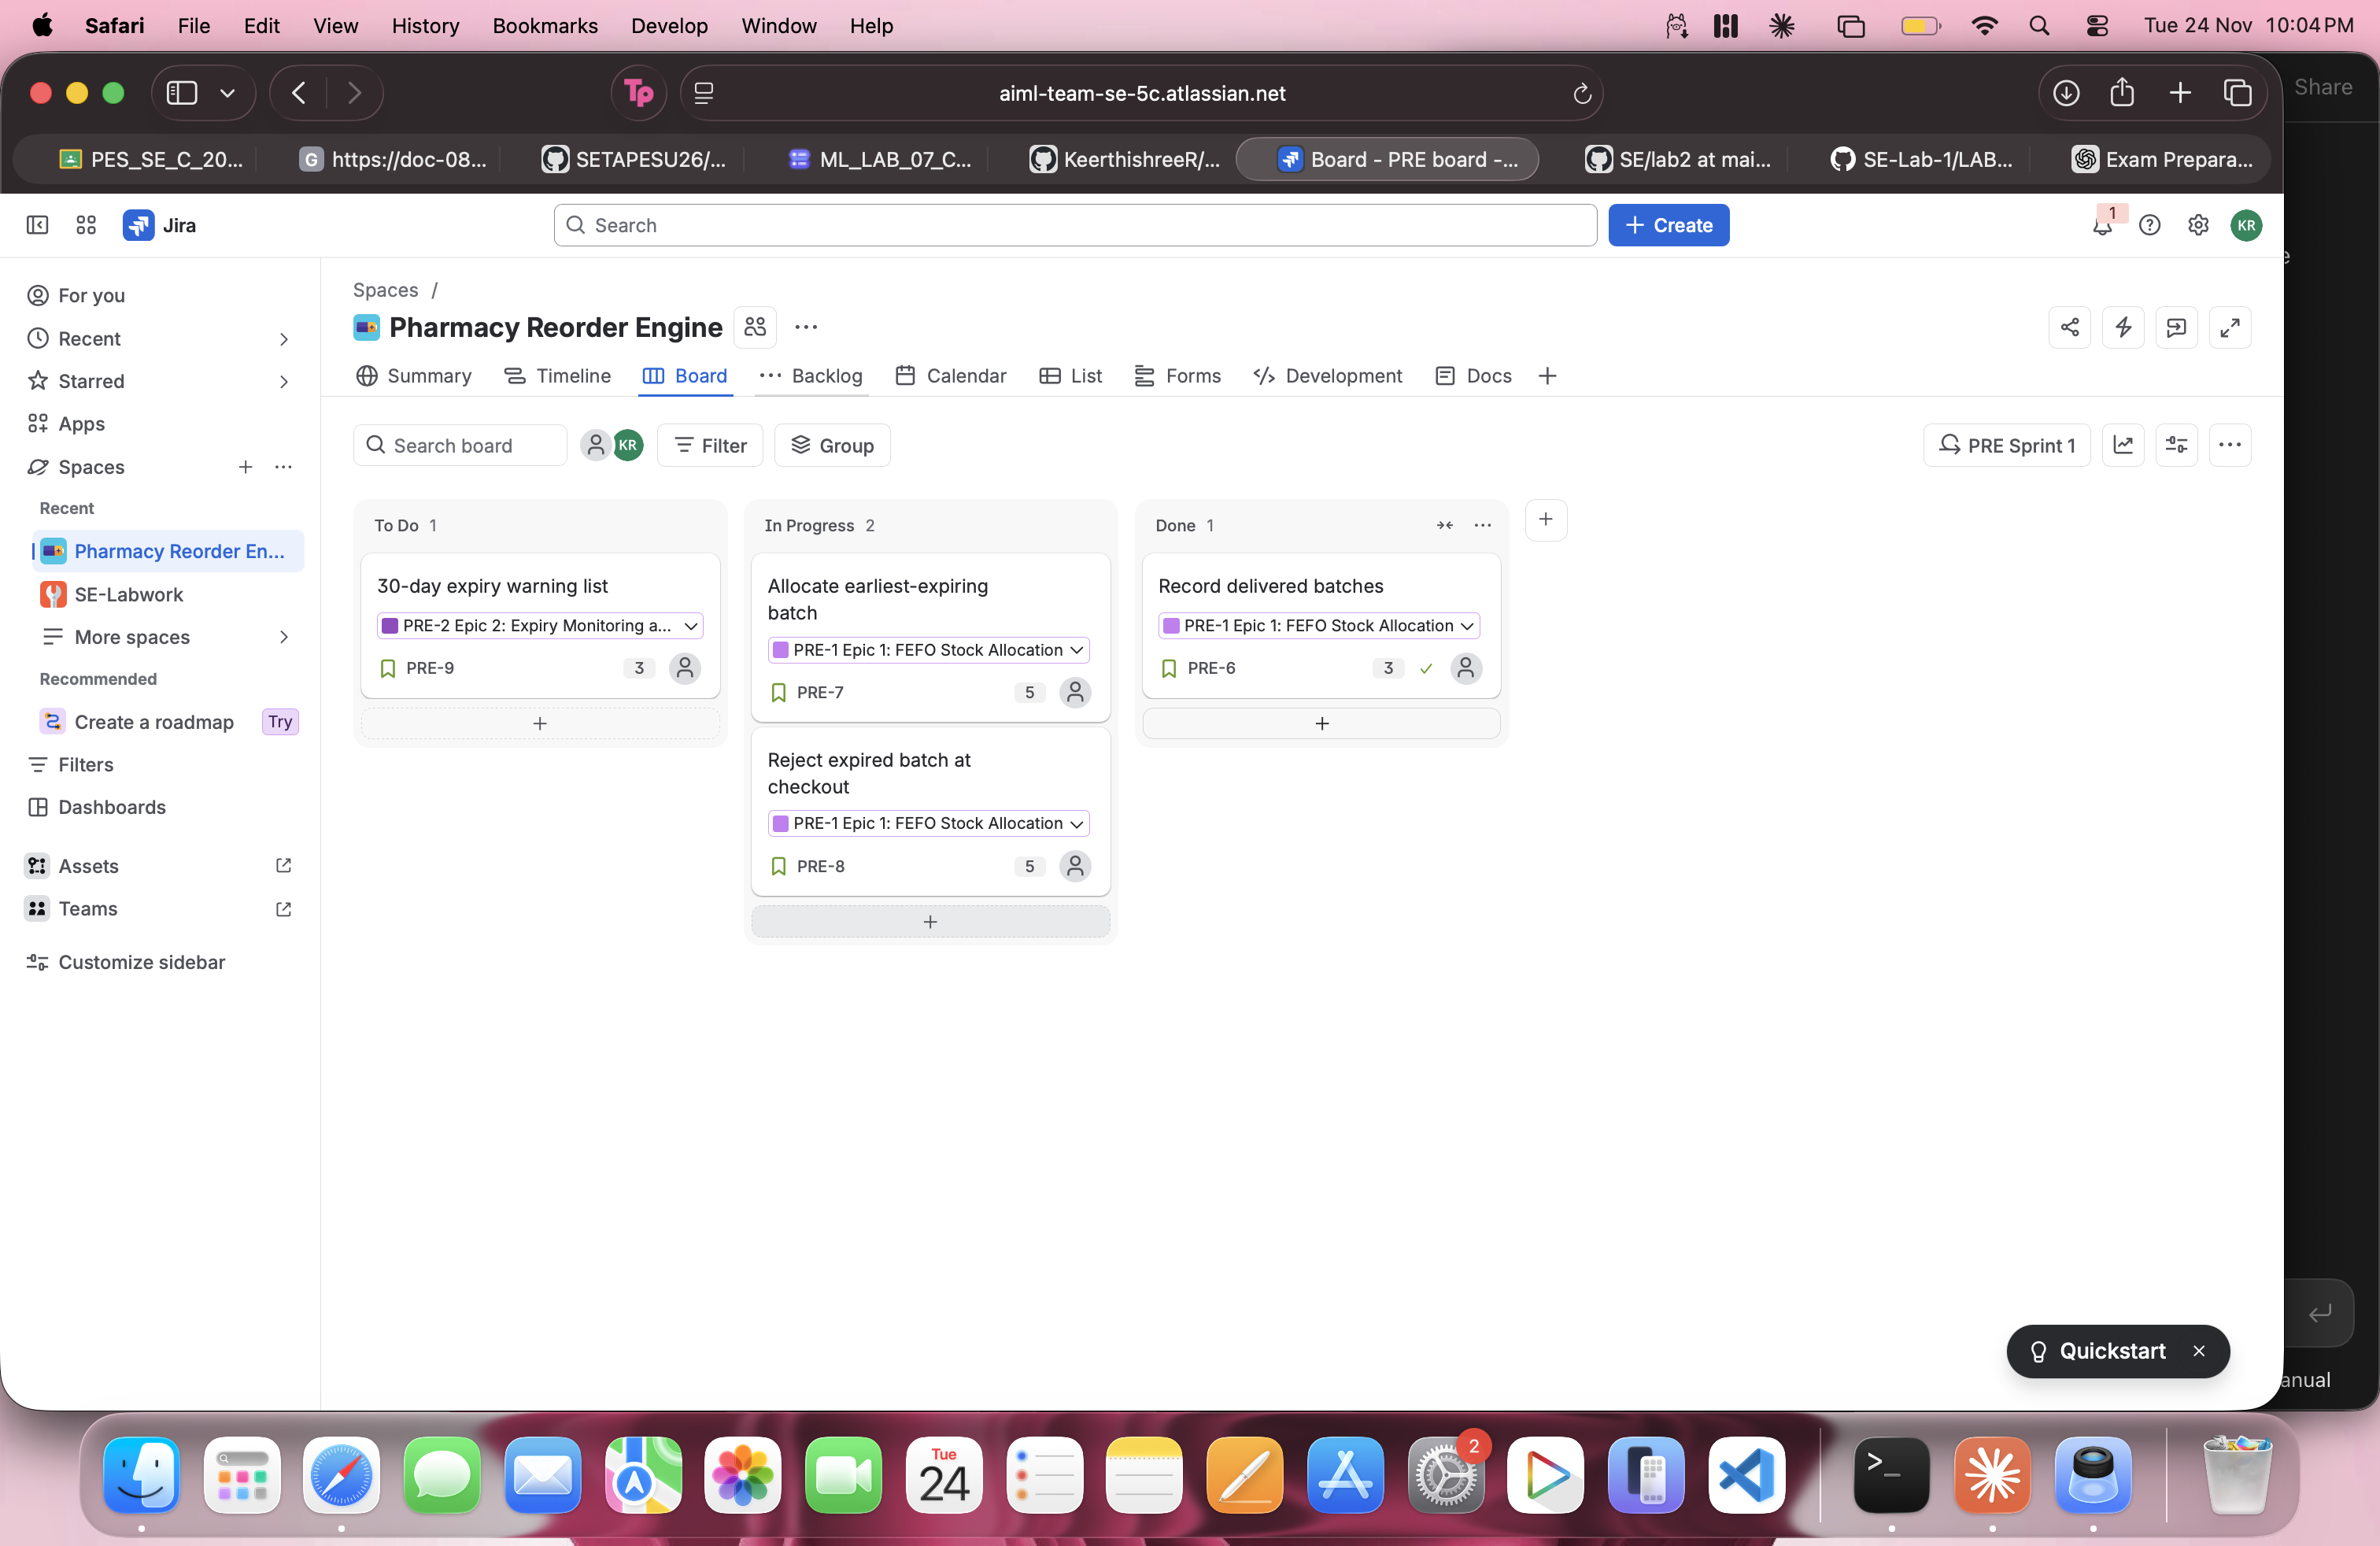 Safari File Edit View History Bookmarks Develop Window Help Tue 24 Nov 10:04 PM
Share
Tp aiml-team-se-5c.atlassian.net
PES_SE_C_20... G https://doc-08... SETAPESU26/... ML_LAB_07_C... KeerthishreeR/... Board - PRE board -... SE/lab2 at mai... SE-Lab-1/LAB... Exam Prepara...
Jira Search Create 1 KR
For you
Recent
Starred
Apps
Spaces
Recent
Pharmacy Reorder En...
SE-Labwork
More spaces
Recommended
Create a roadmap Try
Filters
Dashboards
Assets
Teams
Customize sidebar
Spaces /
Pharmacy Reorder Engine
Summary Timeline Board Backlog Calendar List Forms Development Docs
Search board KR Filter Group PRE Sprint 1
To Do 1
30-day expiry warning list
PRE-2 Epic 2: Expiry Monitoring a...
PRE-9 3
In Progress 2
Allocate earliest-expiring
batch
PRE-1 Epic 1: FEFO Stock Allocation
PRE-7 5
Reject expired batch at
checkout
PRE-1 Epic 1: FEFO Stock Allocation
PRE-8 5
Done 1
Record delivered batches
PRE-1 Epic 1: FEFO Stock Allocation
PRE-6 3
Quickstart
anual
Tue
24
2